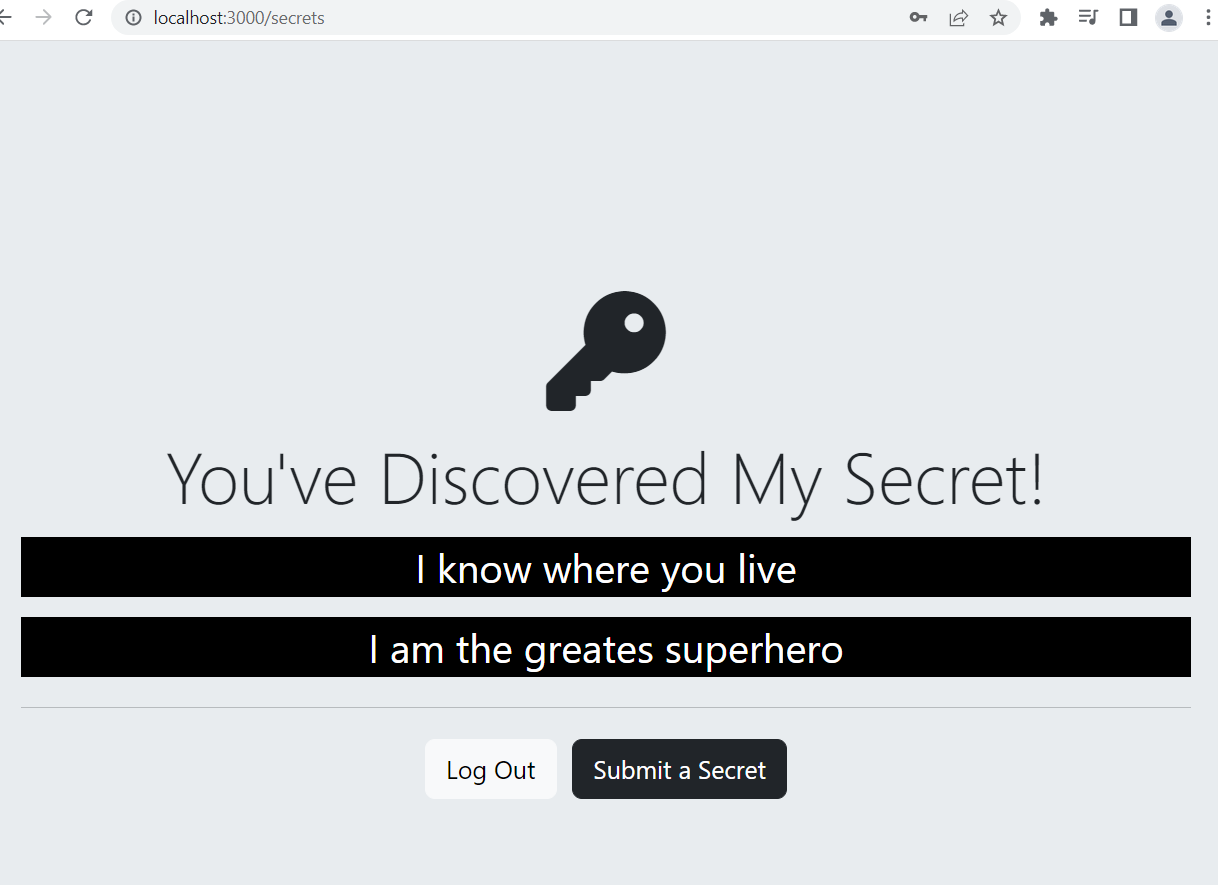 localhost:3000/secrets
You've Discovered My Secret!
I know where you live
I am the greates superhero
Log Out
Submit a Secret